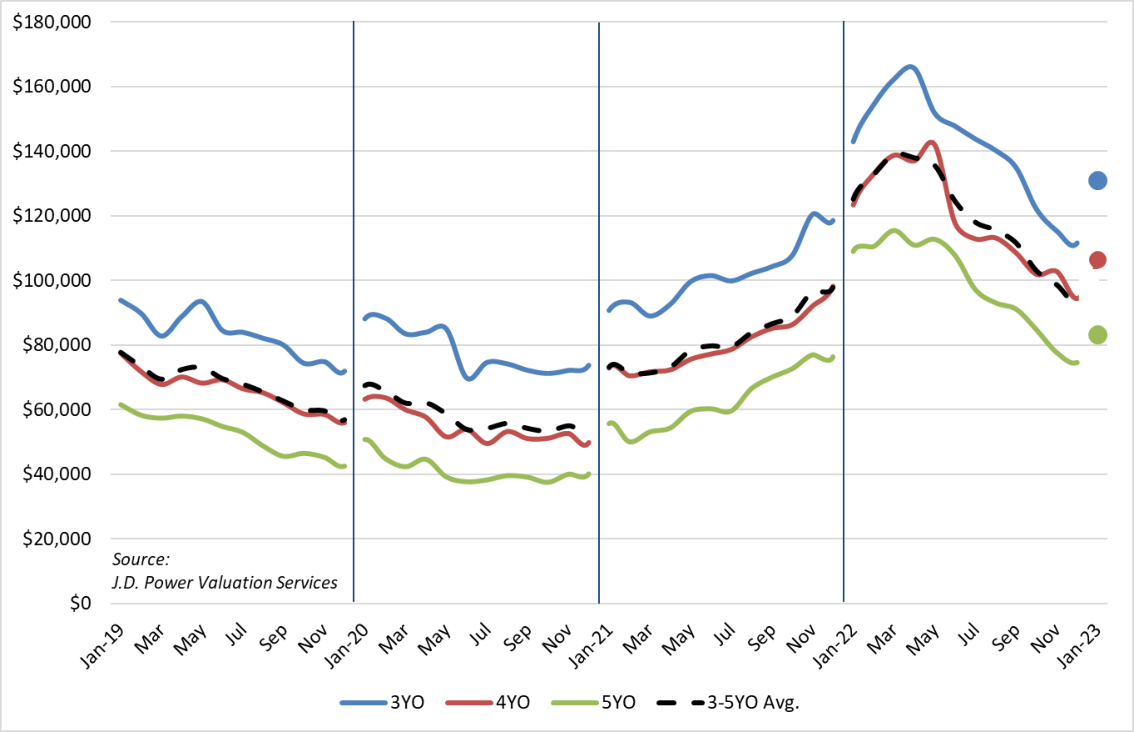 $180,000
$160,000
$140,000
$120,000
$100,000
$80,000
$60,000
$40,000
$20,000
$0
Source:
J.D. Power Valuation Services
Jan-19
Mar
May
Jul
Sep
Nov
Jan-20
Mar
May
Jul
Sep
Nov
Jan-21
Mar
May
Jul
Sep
Nov
Jan-22
Mar
May
Jul
Sep
Nov
Jan-23
3YO
4YO
5YO
3-5YO Avg.